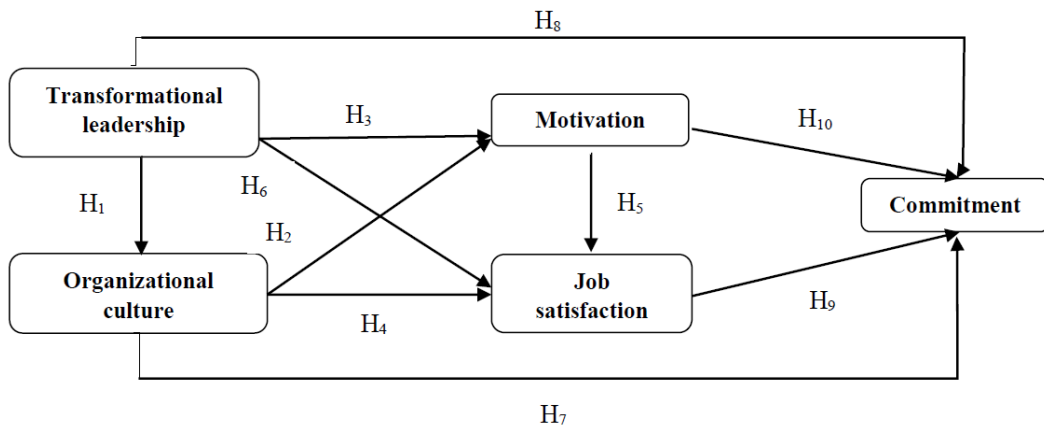 H₈
Transformational
leadership
H₃
Motivation
H₁₀
H₁
H₆
H₂
H₅
Commitment
Organizational
culture
H₄
Job
satisfaction
H₉
H₇